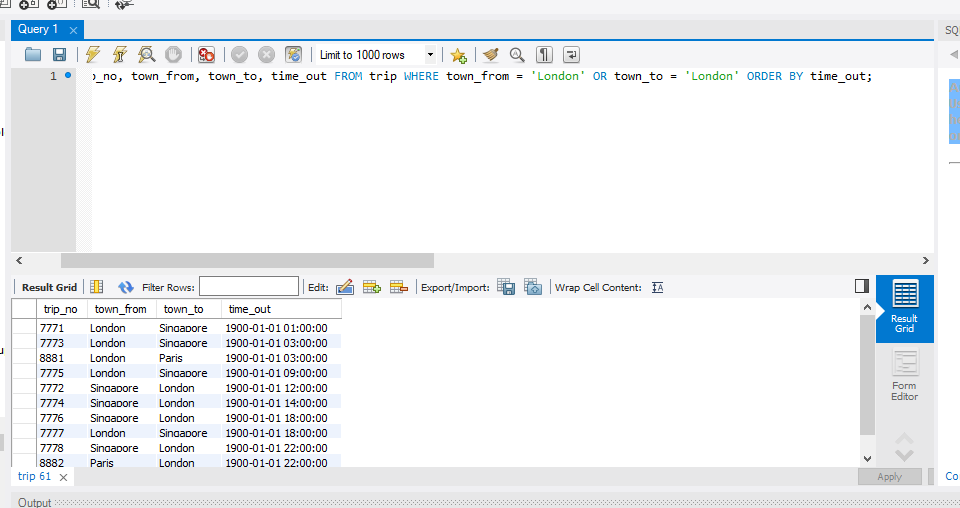 SQ
Query 1 ×
Limit to 1000 rows
1 o_no, town_from, town_to, time_out FROM trip WHERE town_from = 'London' OR town_to = 'London' ORDER BY time_out;
Result Grid Filter Rows: Edit: Export/Import: Wrap Cell Content:
trip_no town_from town_to time_out
7771 London Singapore 1900-01-01 01:00:00
7773 London Singapore 1900-01-01 03:00:00
8881 London Paris 1900-01-01 03:00:00
7775 London Singapore 1900-01-01 09:00:00
7772 Singapore London 1900-01-01 12:00:00
7774 Singapore London 1900-01-01 14:00:00
7776 Singapore London 1900-01-01 18:00:00
7777 London Singapore 1900-01-01 18:00:00
7778 Singapore London 1900-01-01 22:00:00
8882 Paris London 1900-01-01 22:00:00
Result
Grid
Form
Editor
trip 61 ×
Apply
Co
Output